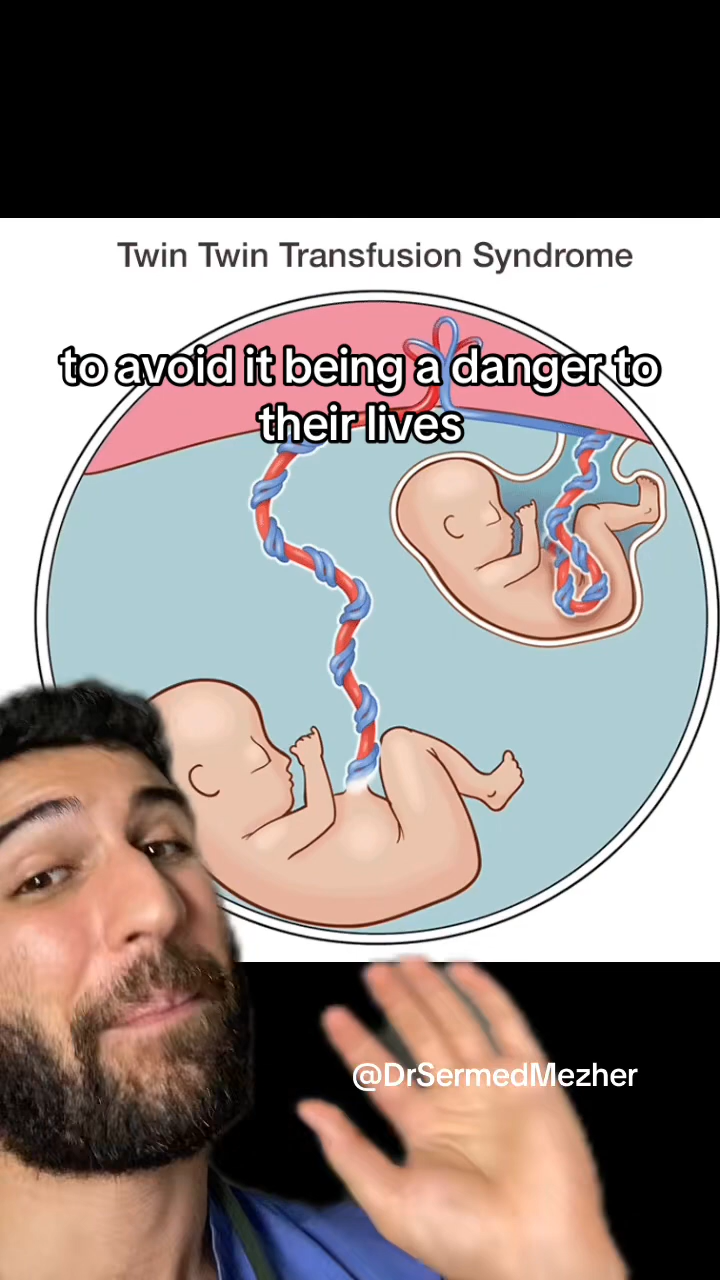 Twin Twin Transfusion Syndrome
to avoid it being a danger to
their lives
@DrSermedMezher